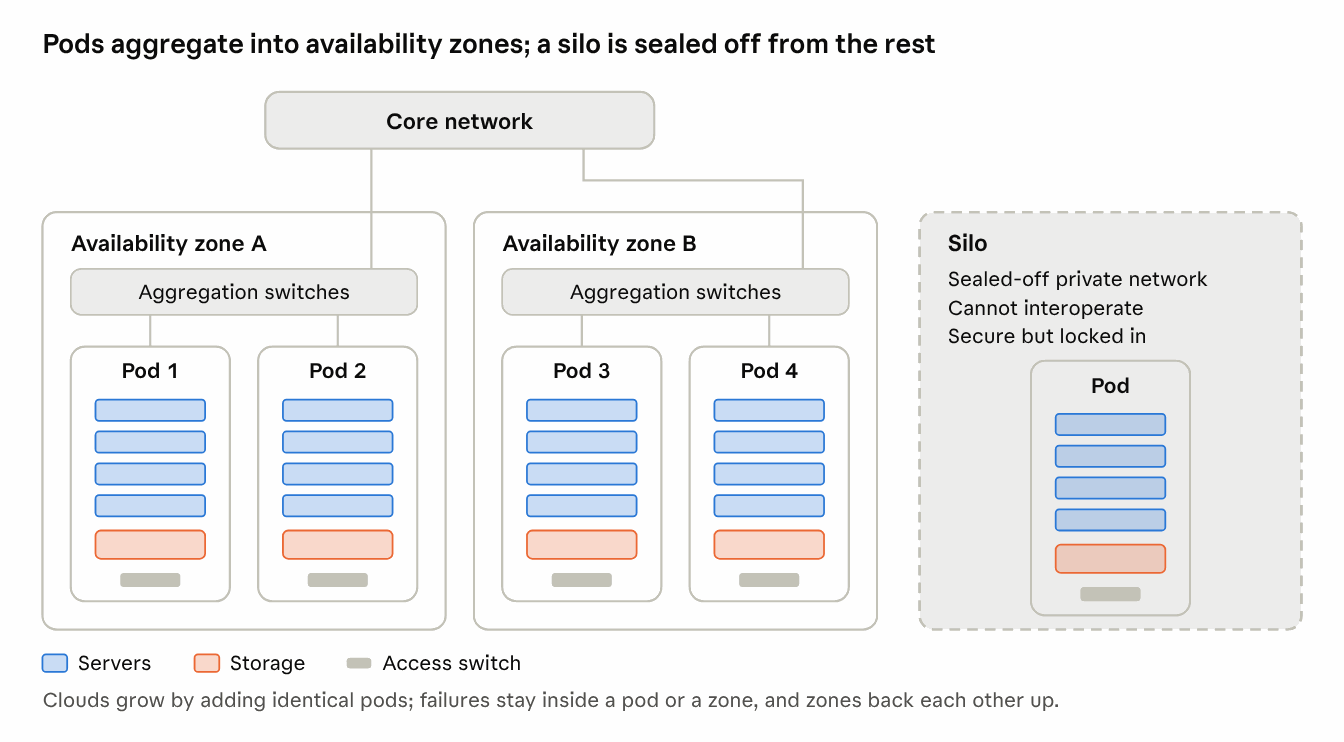 Pods aggregate into availability zones; a silo is sealed off from the rest
Core network
Availability zone A
Aggregation switches
Pod 1
Pod 2
Availability zone B
Aggregation switches
Pod 3
Pod 4
Silo
Sealed-off private network
Cannot interoperate
Secure but locked in
Pod
Servers
Storage
Access switch
Clouds grow by adding identical pods; failures stay inside a pod or a zone, and zones back each other up.